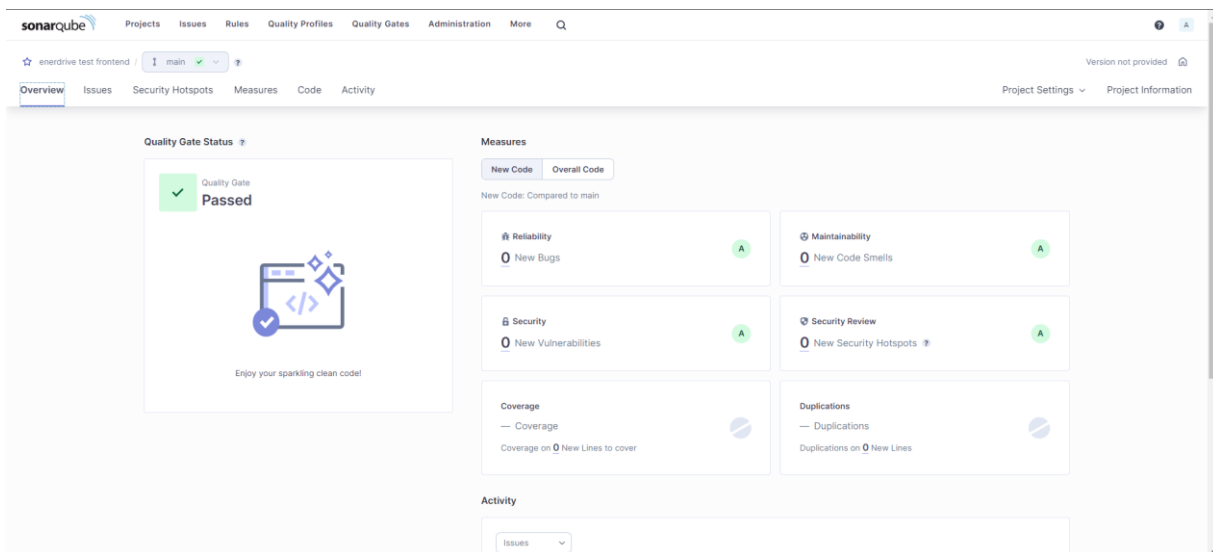 sonarqube Projects Issues Rules Quality Profiles Quality Gates Administration More ? A
enerdrive test frontend / main ? Version not provided
Overview Issues Security Hotspots Measures Code Activity Project Settings Project Information
Quality Gate Status ?
Quality Gate
Passed
</>
Enjoy your sparkling clean code!
Measures
New Code Overall Code
New Code: Compared to main
Reliability
0 New Bugs A
Maintainability
0 New Code Smells A
Security
0 New Vulnerabilities A
Security Review
0 New Security Hotspots ? A
Coverage
— Coverage
Coverage on 0 New Lines to cover
Duplications
— Duplications
Duplications on 0 New Lines
Activity
Issues